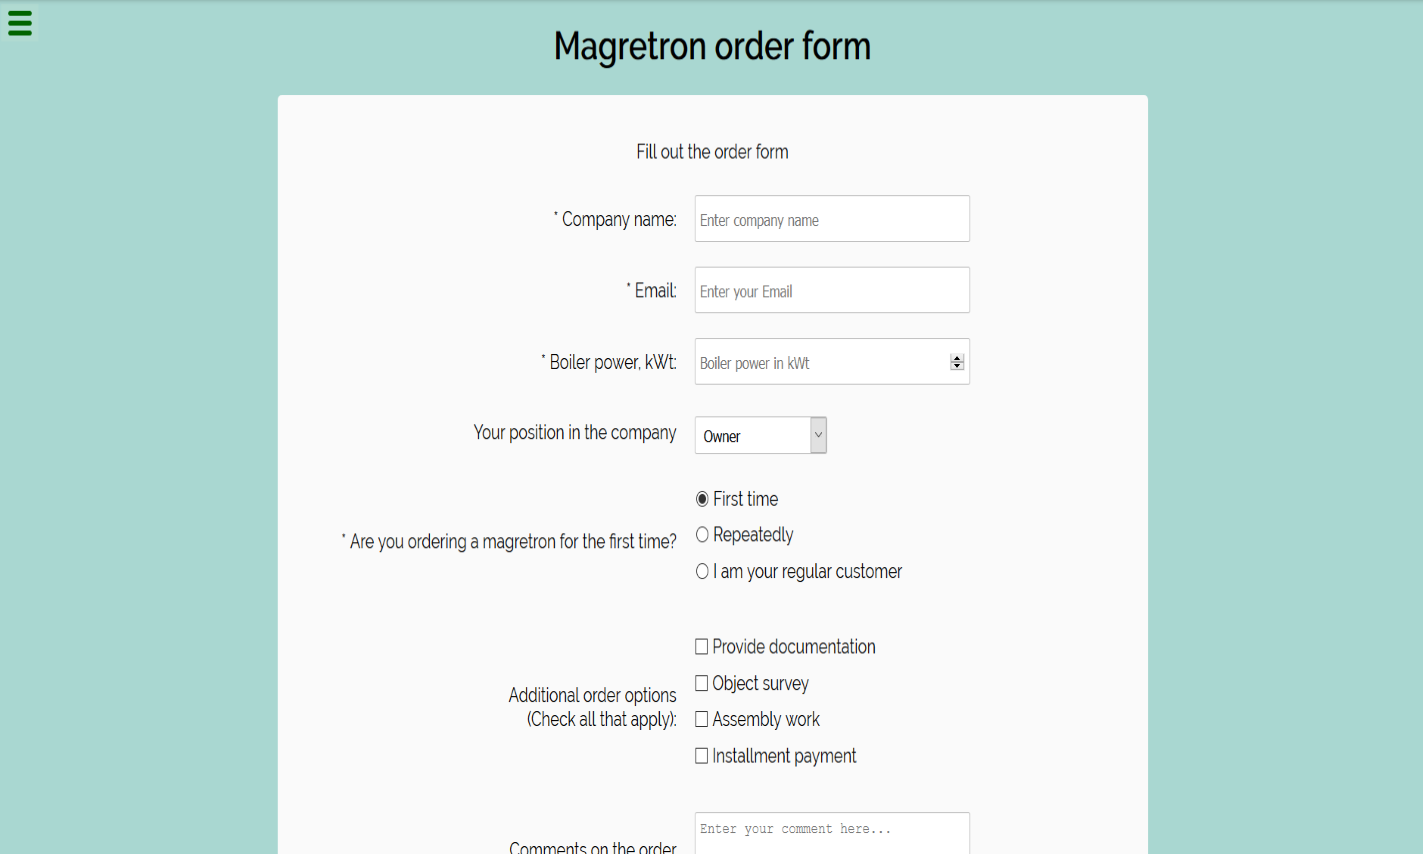 Magretron order form
Fill out the order form
* Company name:
Enter company name
* Email:
Enter your Email
* Boiler power, kWt:
Boiler power in kWt
Your position in the company
Owner
* Are you ordering a magretron for the first time?
First time
Repeatedly
I am your regular customer
Additional order options
(Check all that apply):
Provide documentation
Object survey
Assembly work
Installment payment
Comments on the order
Enter your comment here...